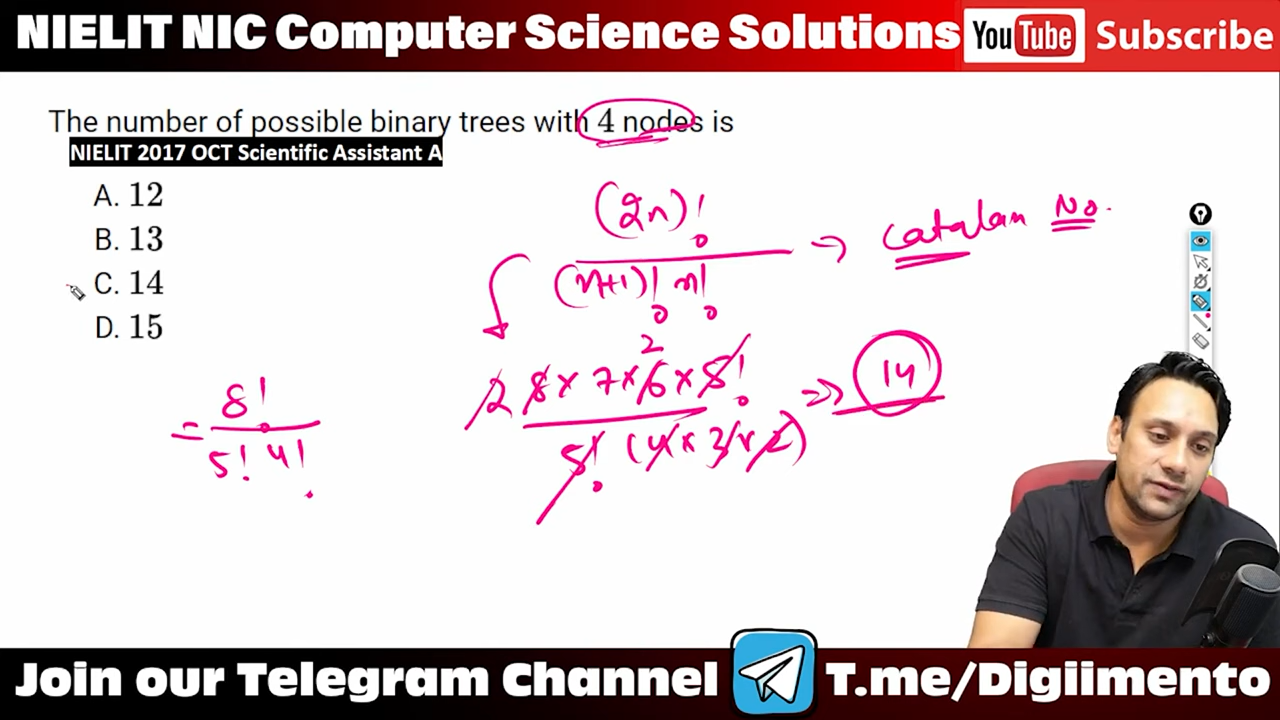 NIELIT NIC Computer Science Solutions YouTube Subscribe
The number of possible binary trees with 4 nodes is
NIELIT 2017 OCT Scientific Assistant A
A. 12
B. 13
C. 14
D. 15
(2n)!
(n+1)! n! → Catalan No.
= 8!
5! 4!
2 8 x 7 x 6 x 5! 2
5! (4 x 3 x 2) ⇒ 14
Join our Telegram Channel T.me/Digiimento